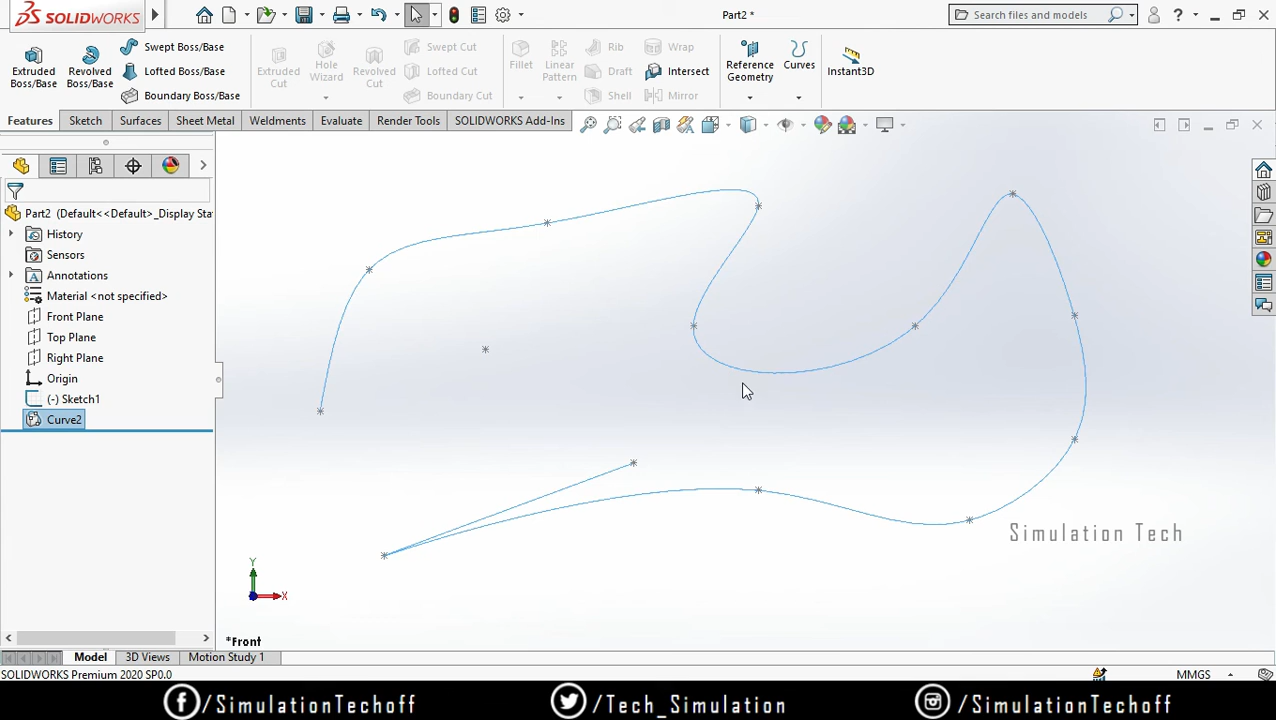 SOLIDWORKS
Part2 *
Search files and models
Extruded Boss/Base
Revolved Boss/Base
Swept Boss/Base
Lofted Boss/Base
Boundary Boss/Base
Extruded Cut
Hole Wizard
Revolved Cut
Swept Cut
Lofted Cut
Boundary Cut
Fillet
Linear Pattern
Rib
Draft
Shell
Wrap
Intersect
Mirror
Reference Geometry
Curves
Instant3D
Features
Sketch
Surfaces
Sheet Metal
Weldments
Evaluate
Render Tools
SOLIDWORKS Add-Ins
Part2 (Default<<Default>_Display Sta
History
Sensors
Annotations
Material <not specified>
Front Plane
Top Plane
Right Plane
Origin
(-) Sketch1
Curve2
Simulation Tech
Y
X
*Front
Model
3D Views
Motion Study 1
SOLIDWORKS Premium 2020 SP0.0
MMGS
/SimulationTechoff
/Tech_Simulation
/SimulationTechoff